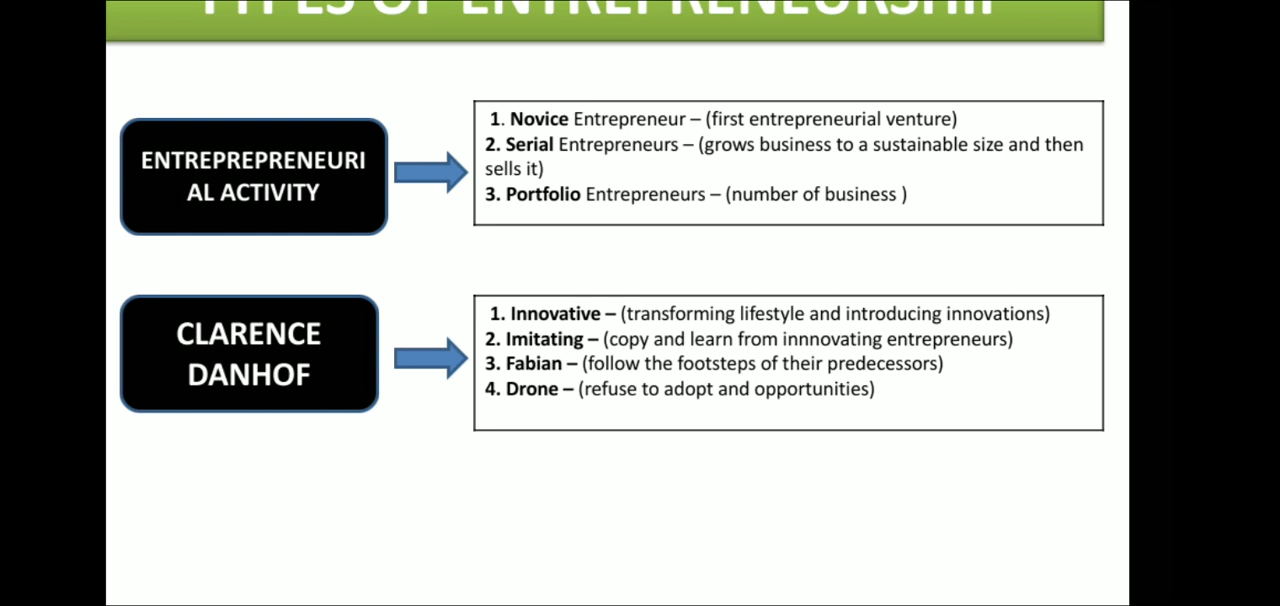 TYPES OF ENTREPRENEURSHIP
ENTREPREPRENEURI
AL ACTIVITY
1. Novice Entrepreneur – (first entrepreneurial venture)
2. Serial Entrepreneurs – (grows business to a sustainable size and then
sells it)
3. Portfolio Entrepreneurs – (number of business )
CLARENCE
DANHOF
1. Innovative – (transforming lifestyle and introducing innovations)
2. Imitating – (copy and learn from innnovating entrepreneurs)
3. Fabian – (follow the footsteps of their predecessors)
4. Drone – (refuse to adopt and opportunities)